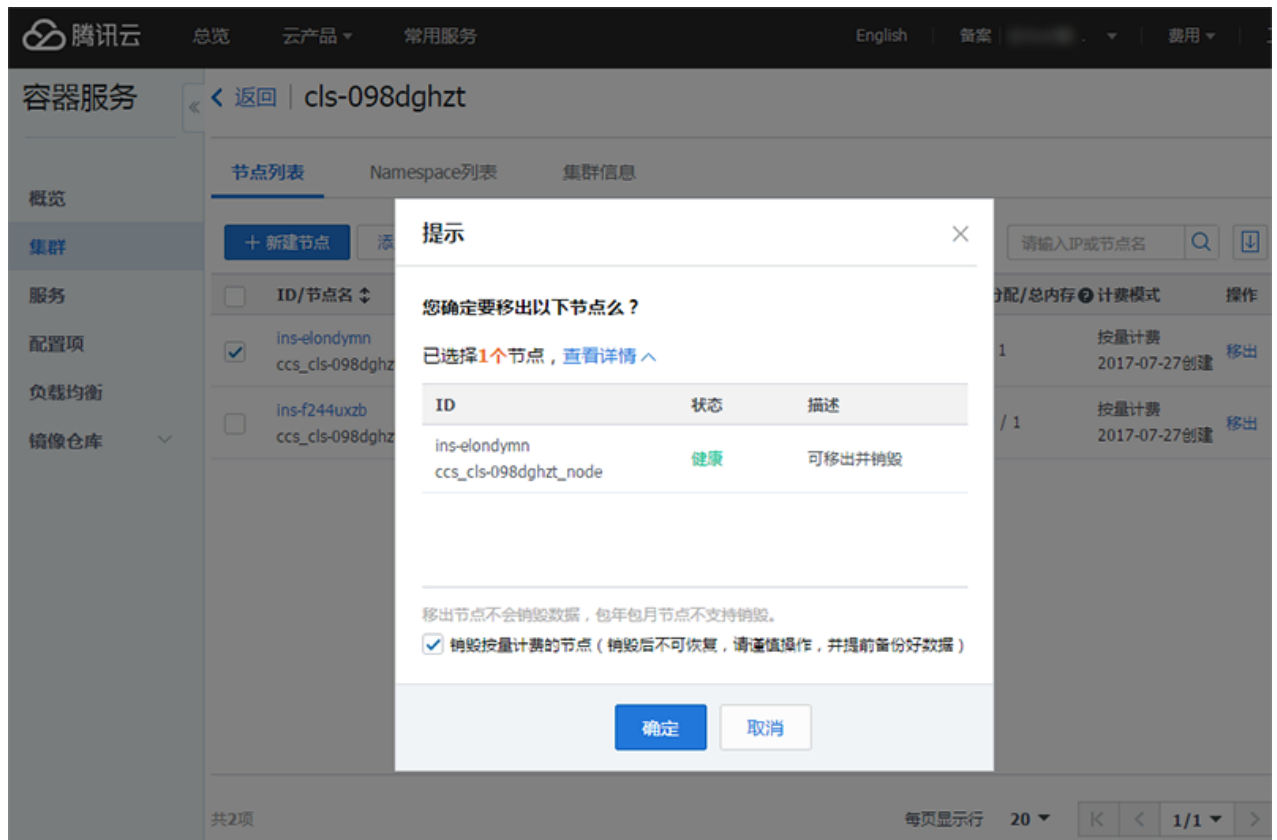 腾讯云 总览 云产品 常用服务 English 备案 费用
容器服务
返回 cls-098dghzt
节点列表 Namespace列表 集群信息
概览
集群
服务
配置项
负载均衡
镜像仓库
+ 新建节点 添
请输入IP或节点名
ID/节点名 分配/总内存 计费模式 操作
ins-elondymn
ccs_cls-098dghz
1 按量计费
2017-07-27创建 移出
ins-f244uxzb
ccs_cls-098dghz
/ 1 按量计费
2017-07-27创建 移出
提示
您确定要移出以下节点么？
已选择1个节点，查看详情
ID 状态 描述
ins-elondymn
ccs_cls-098dghzt_node
健康 可移出并销毁
移出节点不会销毁数据，包年包月节点不支持销毁。
销毁按量计费的节点（销毁后不可恢复，请谨慎操作，并提前备份好数据）
确定 取消
共2项 每页显示行 20 1/1